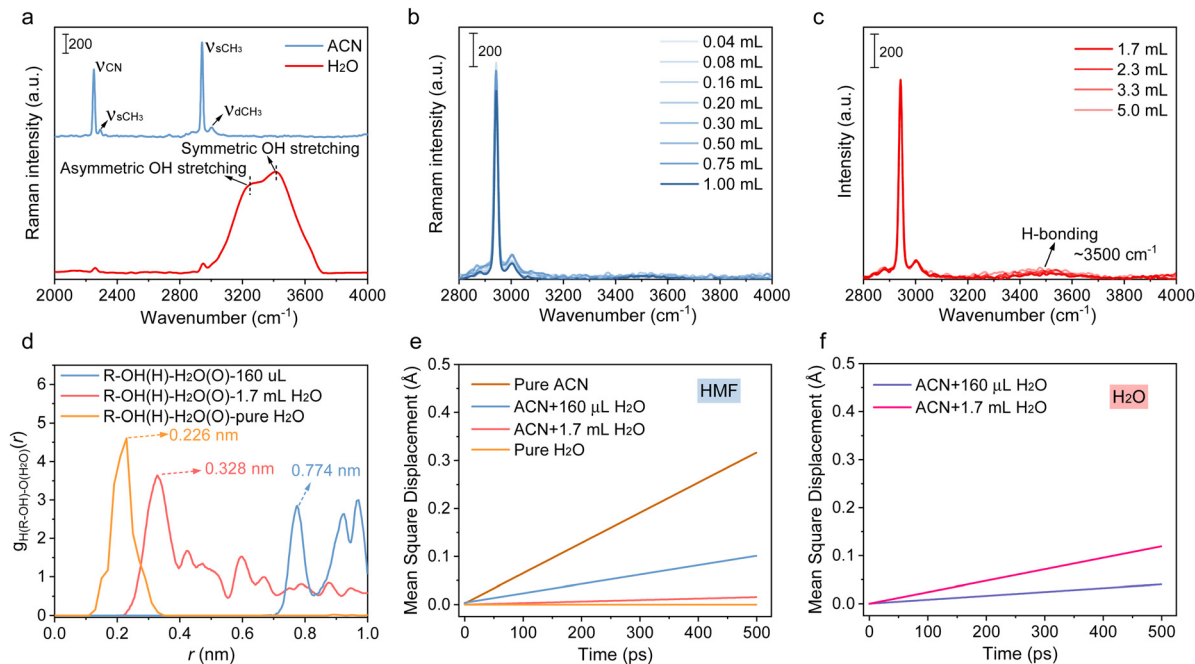 a
200
νCN
νsCH3
νsCH3
νdCH3
ACN
H2O
Symmetric OH stretching
Asymmetric OH stretching
Raman intensity (a.u.)
2000 2400 2800 3200 3600 4000
Wavenumber (cm-1)
b
200
0.04 mL
0.08 mL
0.16 mL
0.20 mL
0.30 mL
0.50 mL
0.75 mL
1.00 mL
Ramam intensity (a.u.)
2800 3000 3200 3400 3600 3800 4000
Wavenumber (cm-1)
c
200
1.7 mL
2.3 mL
3.3 mL
5.0 mL
H-bonding
~3500 cm-1
Intensity (a.u.)
2800 3000 3200 3400 3600 3800 4000
Wavenumber (cm-1)
d
R-OH(H)-H2O(O)-160 uL
R-OH(H)-H2O(O)-1.7 mL H2O
R-OH(H)-H2O(O)-pure H2O
0.226 nm
0.328 nm
0.774 nm
gH(R-OH)-O(H2O)(r)
6
5
4
3
2
1
0
0.0 0.2 0.4 0.6 0.8 1.0
r (nm)
e
Pure ACN
ACN+160 μL H2O
ACN+1.7 mL H2O
Pure H2O
HMF
Mean Square Displacement (Å)
0.5
0.4
0.3
0.2
0.1
0.0
0 100 200 300 400 500
Time (ps)
f
ACN+160 μL H2O
ACN+1.7 mL H2O
H2O
Mean Square Displacement (Å)
0.5
0.4
0.3
0.2
0.1
0.0
0 100 200 300 400 500
Time (ps)